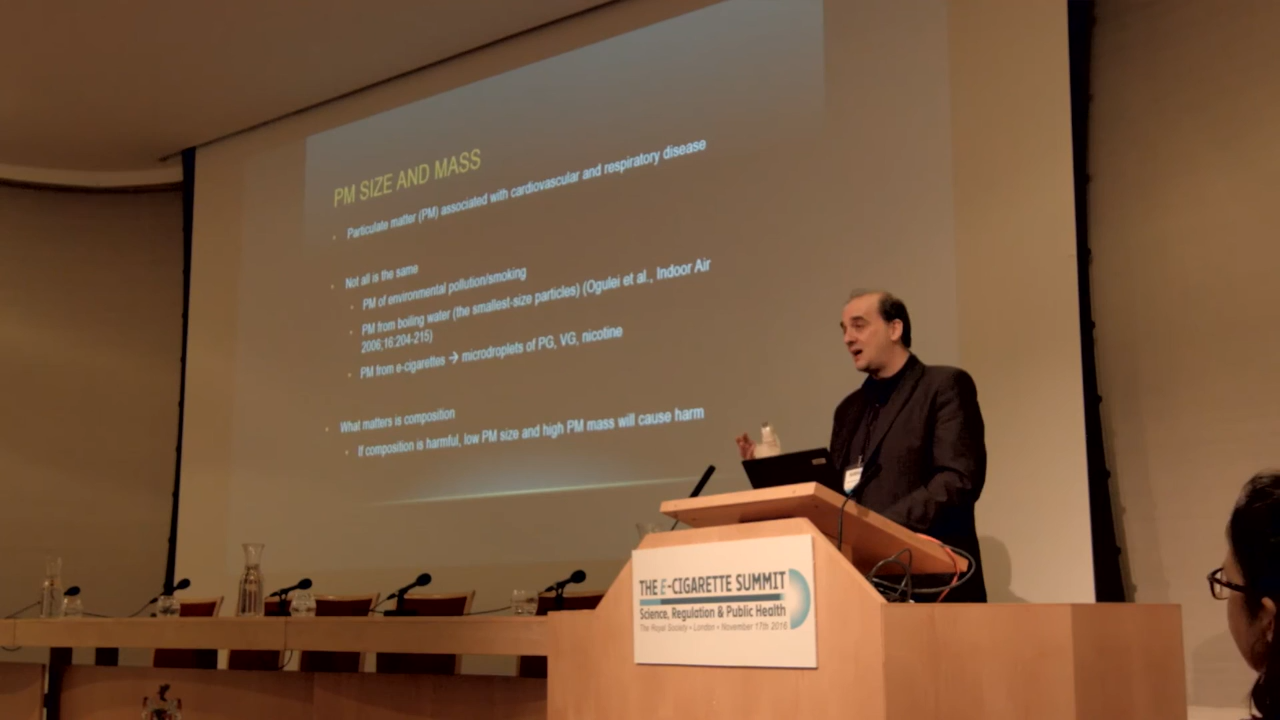 PM SIZE AND MASS
• Particulate matter (PM) associated with cardiovascular and respiratory disease
• Not all is the same
• PM of environmental pollution/smoking
• PM from boiling water (the smallest-size particles) (Ogulei et al., Indoor Air
2006;16:204-215)
• PM from e-cigarettes → microdroplets of PG, VG, nicotine
• What matters is composition
• If composition is harmful, low PM size and high PM mass will cause harm
THE E-CIGARETTE SUMMIT
Science, Regulation & Public Health
The Royal Society • London • November 17th 2016